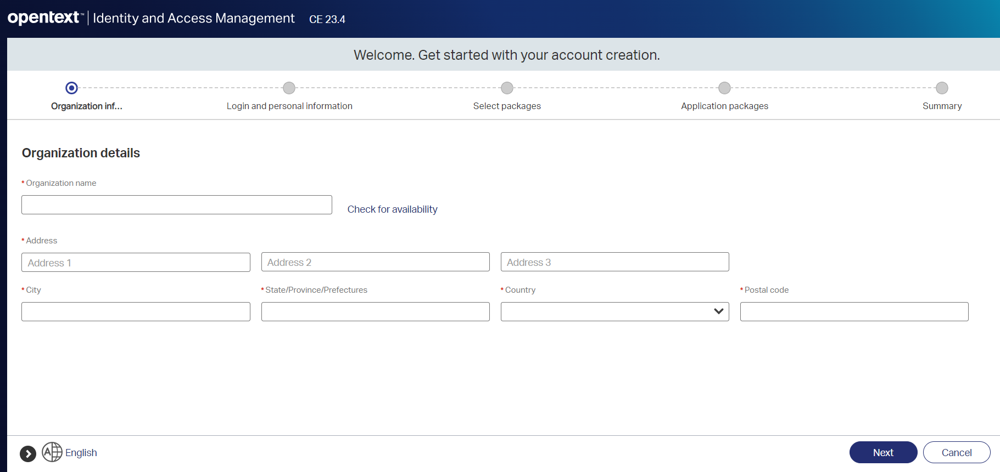 opentext™ | Identity and Access Management CE 23.4
Welcome. Get started with your account creation.
Organization inf... Login and personal information Select packages Application packages Summary
Organization details
* Organization name
Check for availability
* Address
Address 1 Address 2 Address 3
* City * State/Province/Prefectures * Country * Postal code
A English Next Cancel